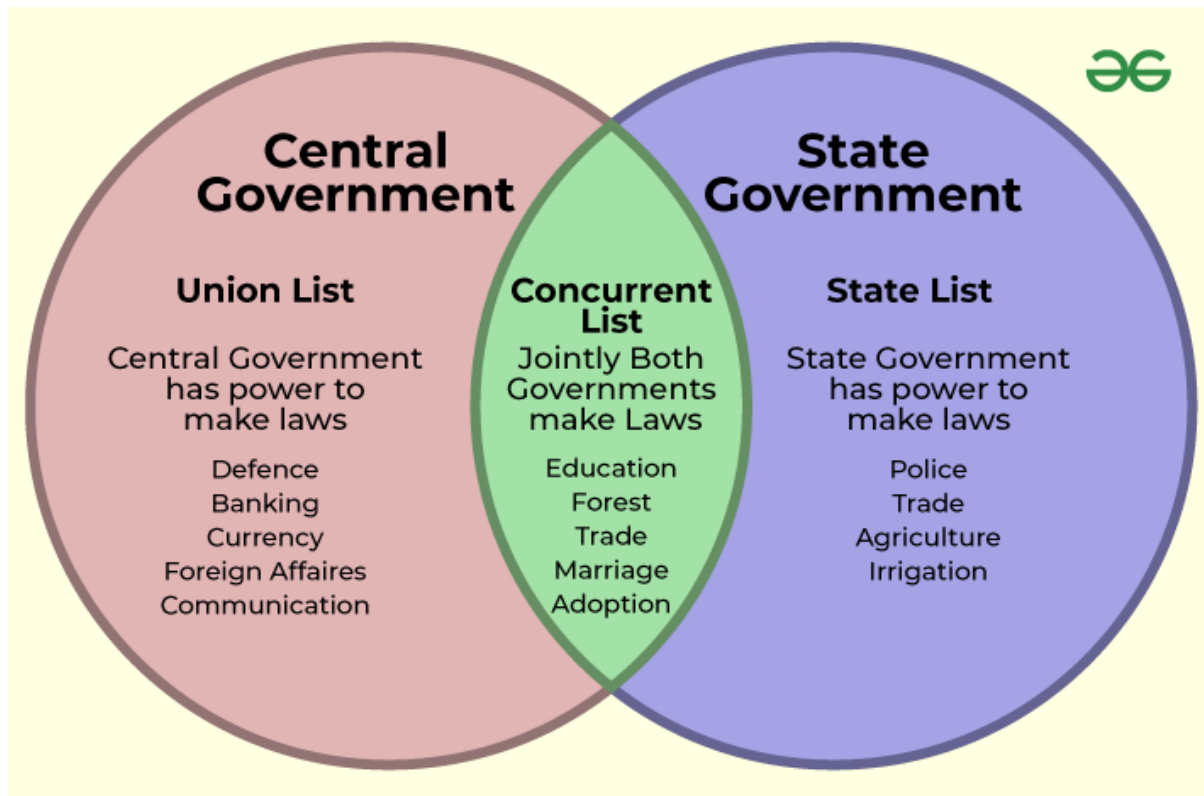 Central
Government
Union List
Central Government
has power to
make laws
Defence
Banking
Currency
Foreign Affaires
Communication
Concurrent
List
Jointly Both
Governments
make Laws
Education
Forest
Trade
Marriage
Adoption
State
Government
State List
State Government
has power to
make laws
Police
Trade
Agriculture
Irrigation